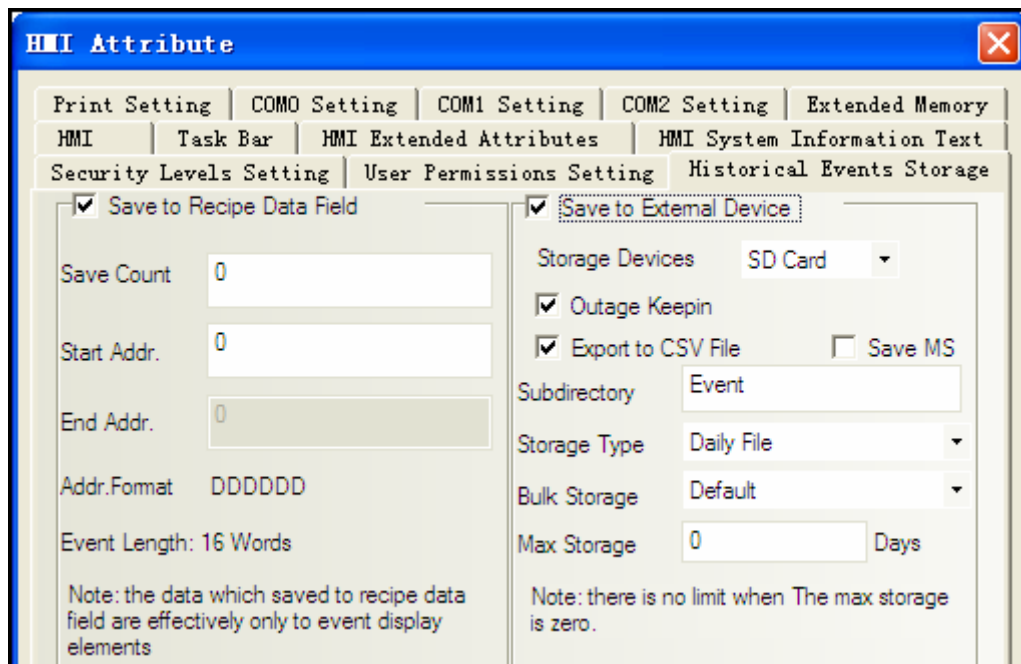 HMI Attribute
Print Setting
COM0 Setting
COM1 Setting
COM2 Setting
Extended Memory
HMI
Task Bar
HMI Extended Attributes
HMI System Information Text
Security Levels Setting
User Permissions Setting
Historical Events Storage
Save to Recipe Data Field
Save Count
0
Start Addr.
0
End Addr.
0
Addr.Format
DDDDDD
Event Length: 16 Words
Note: the data which saved to recipe data
field are effectively only to event display
elements
Save to External Device
Storage Devices
SD Card
Outage Keepin
Export to CSV File
Save MS
Subdirectory
Event
Storage Type
Daily File
Bulk Storage
Default
Max Storage
0
Days
Note: there is no limit when The max storage
is zero.